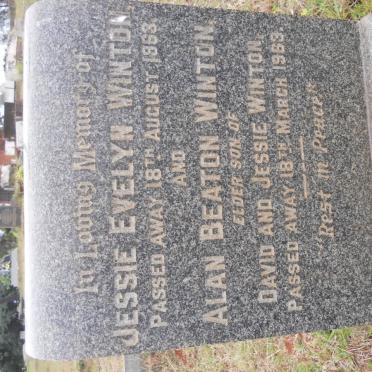 In Loving Memory of
JESSIE EVELYN WINTON.
PASSED AWAY 18TH AUGUST 1963.
AND
ALAN BEATON WINTON.
ELDER SON OF
DAVID AND JESSIE WINTON.
PASSED AWAY 18TH MARCH 1963.
"Rest in Peace"